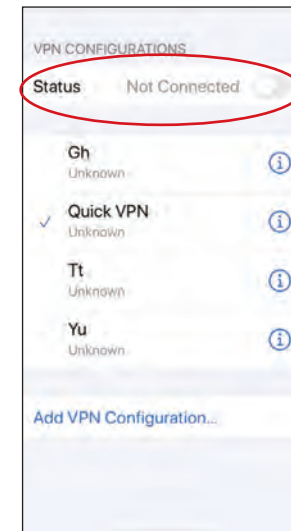 VPN CONFIGURATIONS
Status Not Connected
Gh
Unknown
Quick VPN
Unknown
Tt
Unknown
Yu
Unknown
Add VPN Configuration...